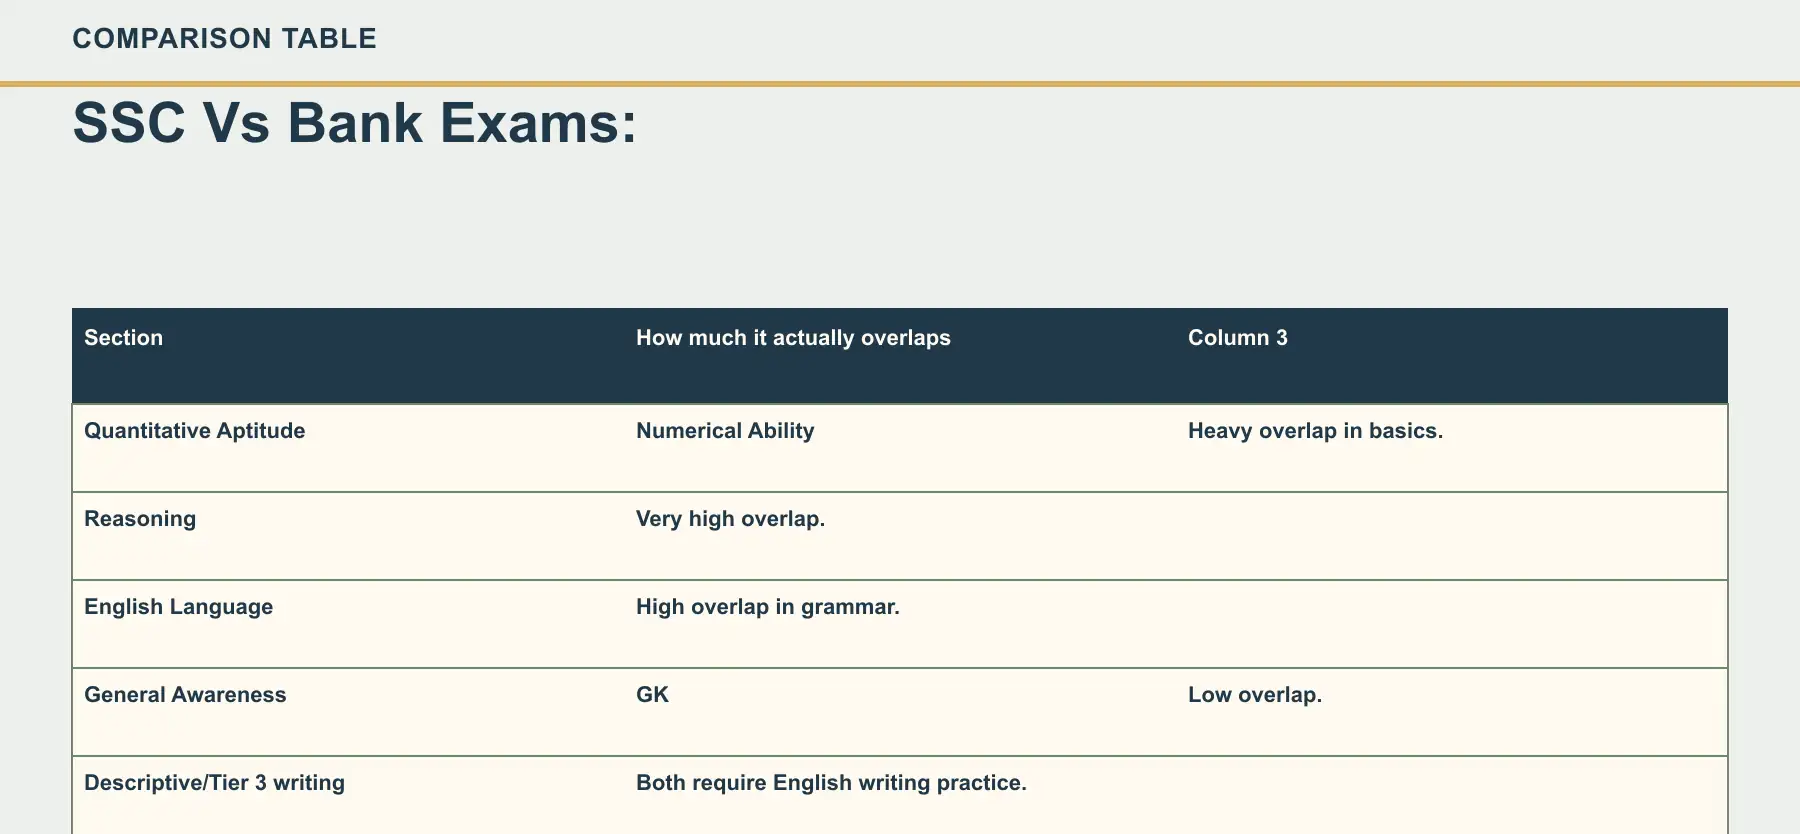 COMPARISON TABLE
SSC Vs Bank Exams:
Section How much it actually overlaps Column 3
Quantitative Aptitude Numerical Ability Heavy overlap in basics.
Reasoning Very high overlap.
English Language High overlap in grammar.
General Awareness GK Low overlap.
Descriptive/Tier 3 writing Both require English writing practice.